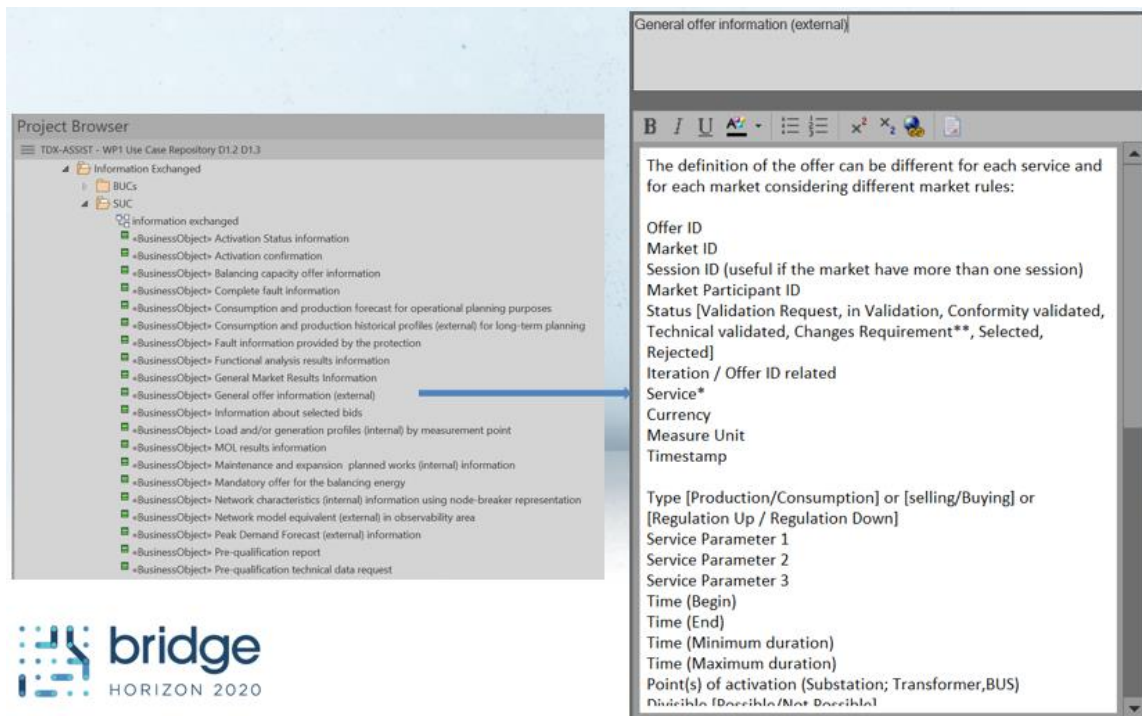 Project Browser
TDX-ASSIST - WP1 Use Case Repository D1.2 D1.3
Information Exchanged
BUCs
SUC
information exchanged
«BusinessObject» Activation Status information
«BusinessObject» Activation confirmation
«BusinessObject» Balancing capacity offer information
«BusinessObject» Complete fault information
«BusinessObject» Consumption and production forecast for operational planning purposes
«BusinessObject» Consumption and production historical profiles (external) for long-term planning
«BusinessObject» Fault information provided by the protection
«BusinessObject» Functional analysis results information
«BusinessObject» General Market Results Information
«BusinessObject» General offer information (external)
«BusinessObject» Information about selected bids
«BusinessObject» Load and/or generation profiles (internal) by measurement point
«BusinessObject» MOL results information
«BusinessObject» Maintenance and expansion planned works (internal) information
«BusinessObject» Mandatory offer for the balancing energy
«BusinessObject» Network characteristics (internal) information using node-breaker representation
«BusinessObject» Network model equivalent (external) in observability area
«BusinessObject» Peak Demand Forecast (external) information
«BusinessObject» Pre-qualification report
«BusinessObject» Pre-qualification technical data request
bridge
HORIZON 2020
General offer information (external)
B I U A x² x₂
The definition of the offer can be different for each service and
for each market considering different market rules:
Offer ID
Market ID
Session ID (useful if the market have more than one session)
Market Participant ID
Status [Validation Request, in Validation, Conformity validated,
Technical validated, Changes Requirement**, Selected,
Rejected]
Iteration / Offer ID related
Service*
Currency
Measure Unit
Timestamp
Type [Production/Consumption] or [selling/Buying] or
[Regulation Up / Regulation Down]
Service Parameter 1
Service Parameter 2
Service Parameter 3
Time (Begin)
Time (End)
Time (Minimum duration)
Time (Maximum duration)
Point(s) of activation (Substation; Transformer,BUS)
Divisible [Possible/Not Possible]